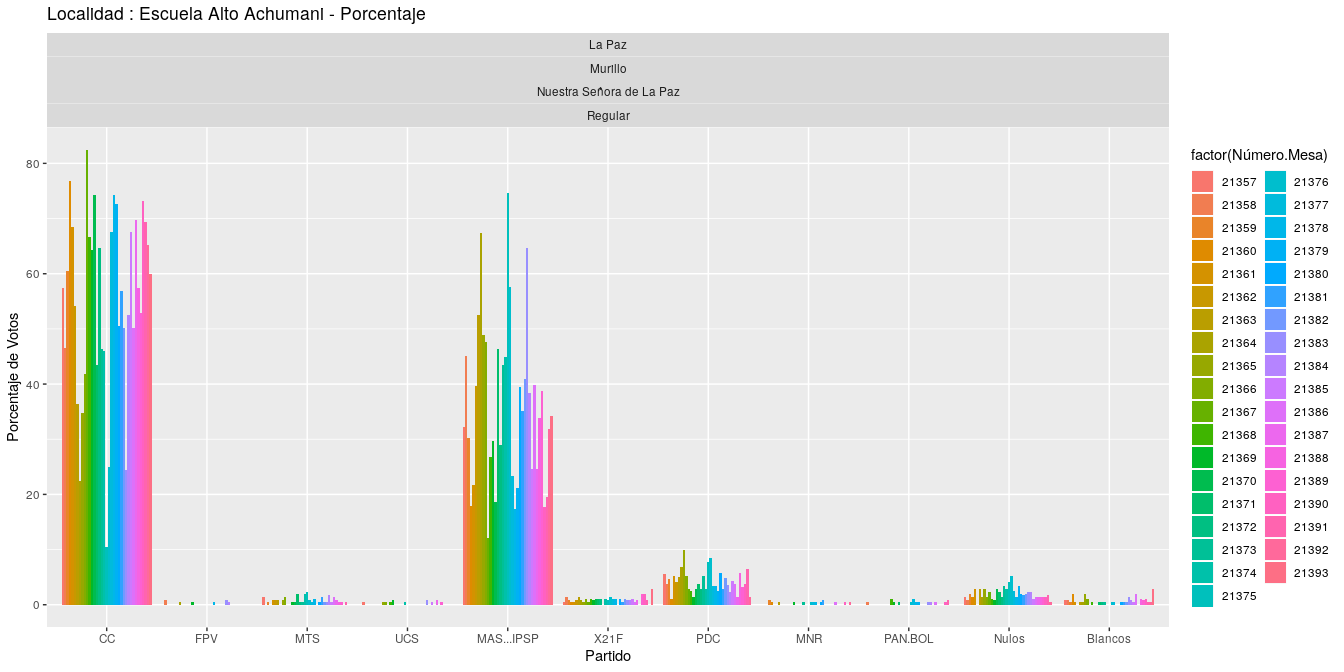 Localidad : Escuela Alto Achumani - Porcentaje
La Paz
Murillo
Nuestra Señora de La Paz
Regular
Porcentaje de Votos
80
60
40
20
0
CC FPV MTS UCS MAS...IPSP X21F PDC MNR PAN.BOL Nulos Blancos
Partido
factor(Número.Mesa)
21357 21376
21358 21377
21359 21378
21360 21379
21361 21380
21362 21381
21363 21382
21364 21383
21365 21384
21366 21385
21367 21386
21368 21387
21369 21388
21370 21389
21371 21390
21372 21391
21373 21392
21374 21393
21375